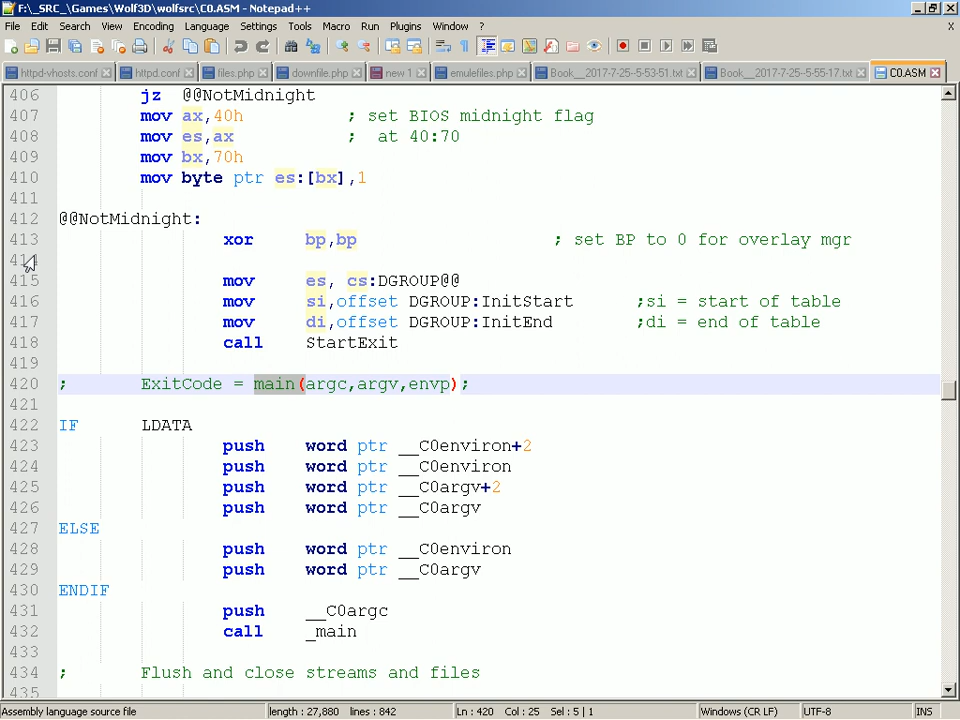 F:\_SRC_\Games\Wolf3D\wolfsrc\C0.ASM - Notepad++
File Edit Search View Encoding Language Settings Tools Macro Run Plugins Window ? X
httpd-vhosts.conf httpd.conf files.php downfile.php new 1 emulefiles.php Book__2017-7-25--5-53-51.txt Book__2017-7-25--5-55-17.txt C0.ASM
406 jz @@NotMidnight
407 mov ax,40h ; set BIOS midnight flag
408 mov es,ax ; at 40:70
409 mov bx,70h
410 mov byte ptr es:[bx],1
411
412 @@NotMidnight:
413 xor bp,bp ; set BP to 0 for overlay mgr
414
415 mov es, cs:DGROUP@@
416 mov si,offset DGROUP:InitStart ;si = start of table
417 mov di,offset DGROUP:InitEnd ;di = end of table
418 call StartExit
419
420 ; ExitCode = main(argc,argv,envp);
421
422 IF LDATA
423 push word ptr __C0environ+2
424 push word ptr __C0environ
425 push word ptr __C0argv+2
426 push word ptr __C0argv
427 ELSE
428 push word ptr __C0environ
429 push word ptr __C0argv
430 ENDIF
431 push __C0argc
432 call _main
433
434 ; Flush and close streams and files
435
Assembly language source file length : 27,880 lines : 842 Ln : 420 Col : 25 Sel : 5 | 1 Windows (CR LF) UTF-8 INS